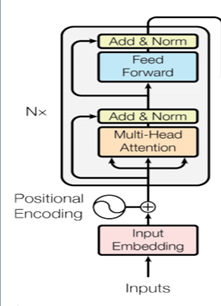 Add & Norm
Feed
Forward
Nx
Add & Norm
Multi-Head
Attention
Positional
Encoding
Input
Embedding
Inputs